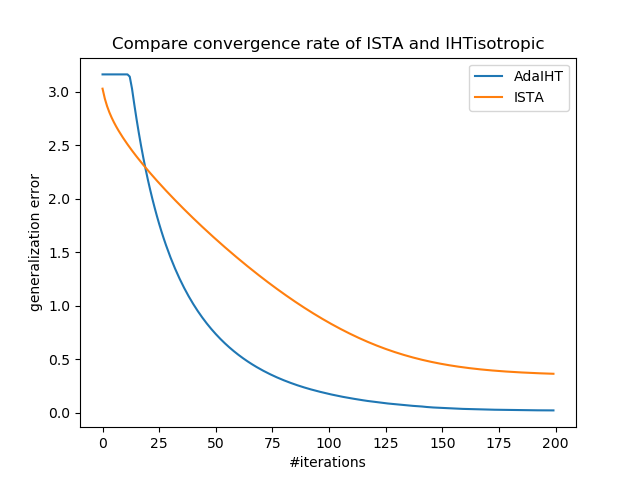 Compare convergence rate of ISTA and IHTisotropic
AdaIHT
ISTA
generalization error
3.0
2.5
2.0
1.5
1.0
0.5
0.0
0 25 50 75 100 125 150 175 200
#iterations